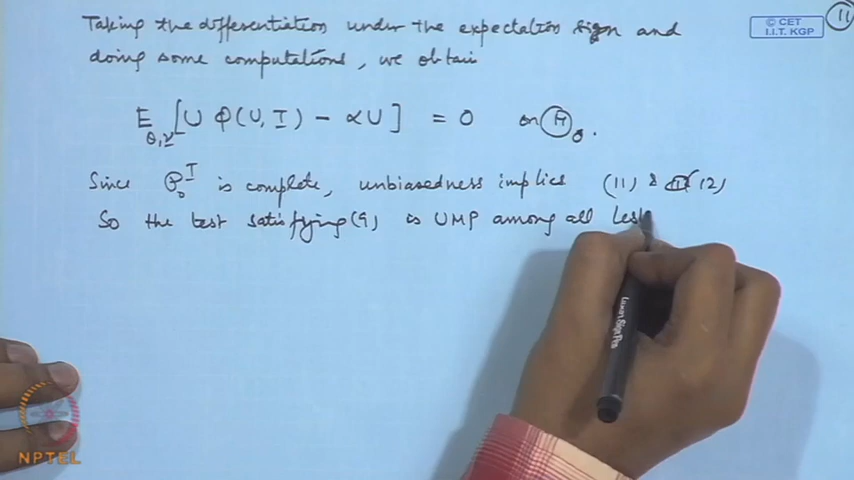 Taking the differentiation under the expectation sign and
© CET
I.I.T. KGP
11
doing some computations, we obtain
E_{θ,ν} [U φ(U, T) - αU] = 0 on Ⓗ_0.
Since 𝒫_0^T is complete, unbiasedness implies (11) & (12)
So the test satisfying (9) is UMP among all test
NPTEL